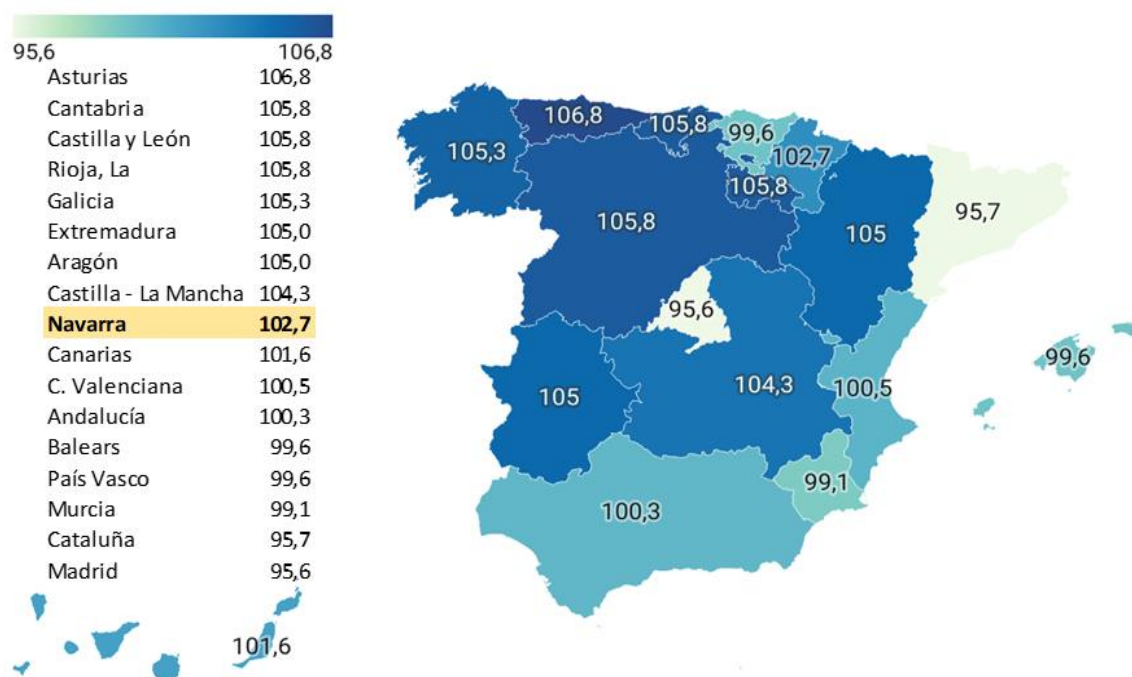 95,6 106,8
Asturias 106,8
Cantabria 105,8
Castilla y León 105,8
Rioja, La 105,8
Galicia 105,3
Extremadura 105,0
Aragón 105,0
Castilla - La Mancha 104,3
Navarra 102,7
Canarias 101,6
C. Valenciana 100,5
Andalucía 100,3
Balears 99,6
País Vasco 99,6
Murcia 99,1
Cataluña 95,7
Madrid 95,6
101,6
106,8
105,8
99,6
105,3
102,7
105,8
95,7
105,8
105
95,6
99,6
104,3
100,5
105
99,1
100,3